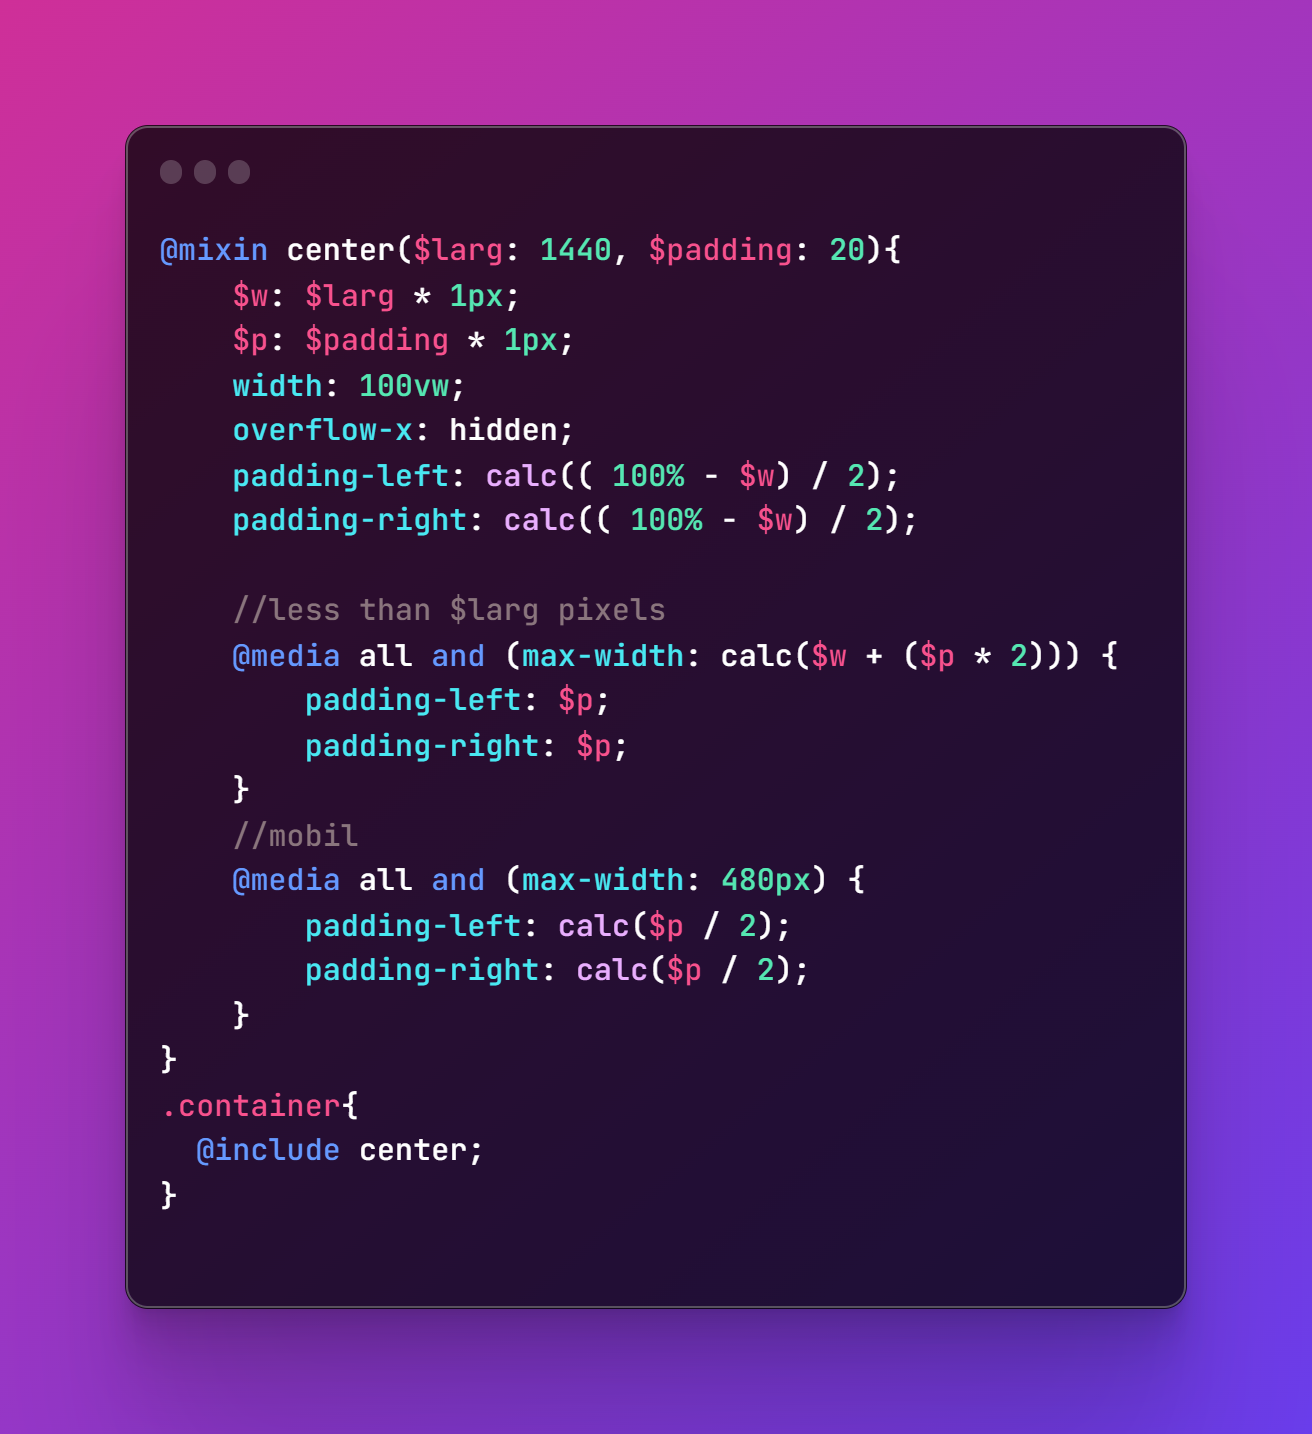 @mixin center($larg: 1440, $padding: 20){
    $w: $larg * 1px;
    $p: $padding * 1px;
    width: 100vw;
    overflow-x: hidden;
    padding-left: calc(( 100% - $w) / 2);
    padding-right: calc(( 100% - $w) / 2);

    //less than $larg pixels
    @media all and (max-width: calc($w + ($p * 2))) {
        padding-left: $p;
        padding-right: $p;
    }
    //mobil
    @media all and (max-width: 480px) {
        padding-left: calc($p / 2);
        padding-right: calc($p / 2);
    }
}
.container{
  @include center;
}